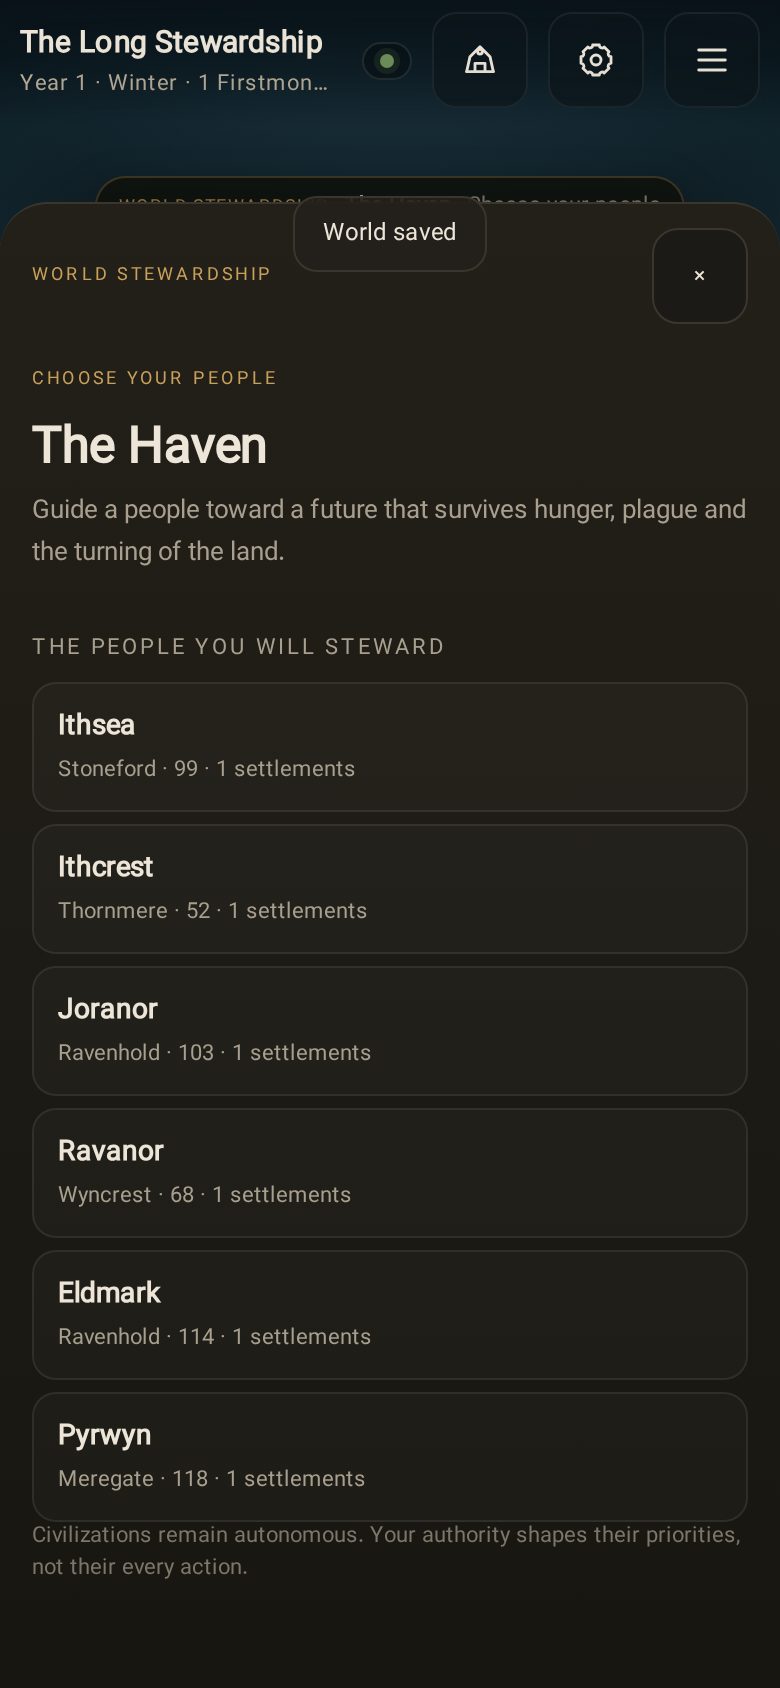 The Long Stewardship
Year 1 · Winter · 1 Firstmon…
World saved
WORLD STEWARDSHIP
×
CHOOSE YOUR PEOPLE
The Haven
Guide a people toward a future that survives hunger, plague and
the turning of the land.
THE PEOPLE YOU WILL STEWARD
Ithsea
Stoneford · 99 · 1 settlements
Ithcrest
Thornmere · 52 · 1 settlements
Joranor
Ravenhold · 103 · 1 settlements
Ravanor
Wyncrest · 68 · 1 settlements
Eldmark
Ravenhold · 114 · 1 settlements
Pyrwyn
Meregate · 118 · 1 settlements
Civilizations remain autonomous. Your authority shapes their priorities,
not their every action.